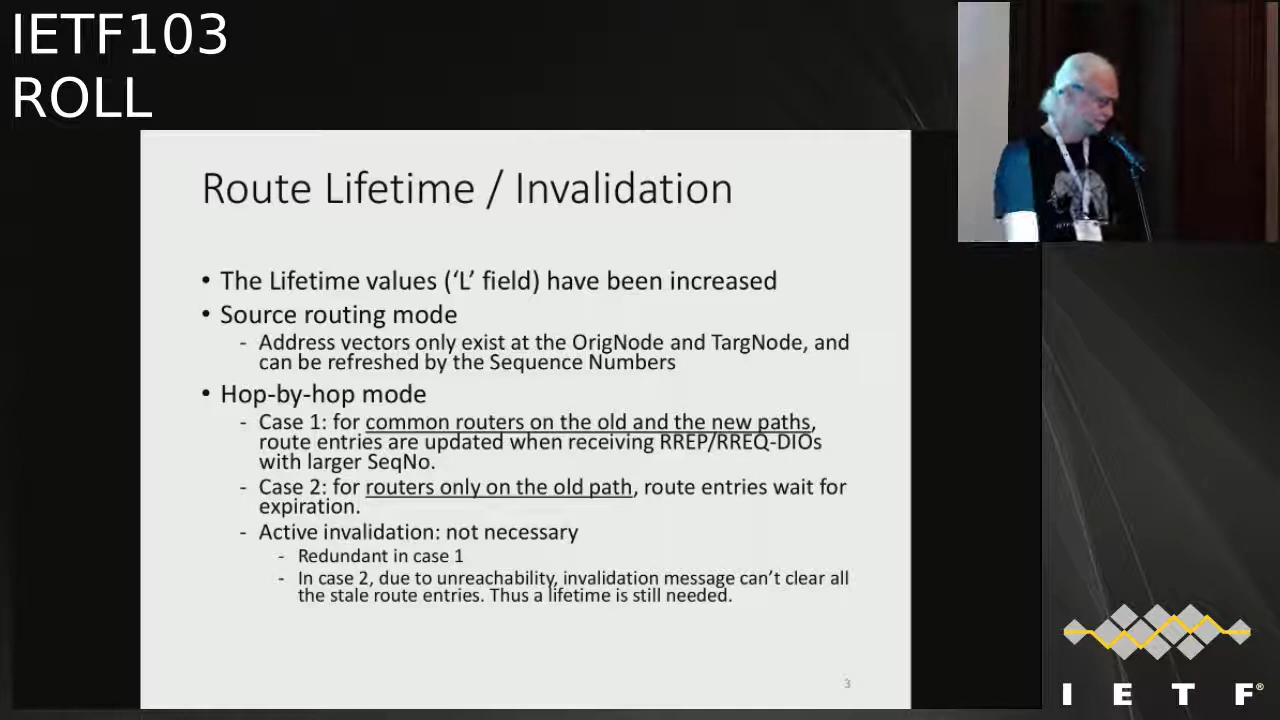 IETF103
ROLL
Route Lifetime / Invalidation
• The Lifetime values (‘L’ field) have been increased
• Source routing mode
- Address vectors only exist at the OrigNode and TargNode, and
can be refreshed by the Sequence Numbers
• Hop-by-hop mode
- Case 1: for common routers on the old and the new paths,
route entries are updated when receiving RREP/RREQ-DIOs
with larger SeqNo.
- Case 2: for routers only on the old path, route entries wait for
expiration.
- Active invalidation: not necessary
- Redundant in case 1
- In case 2, due to unreachability, invalidation message can’t clear all
the stale route entries. Thus a lifetime is still needed.
3
I E T F®